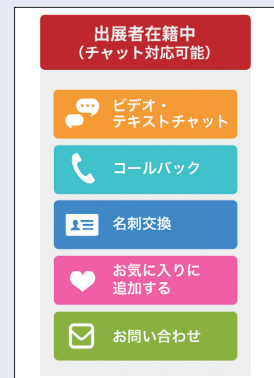 出展者在籍中
(チャット対応可能)
ビデオ・
テキストチャット
コールバック
名刺交換
お気に入りに
追加する
お問い合わせ